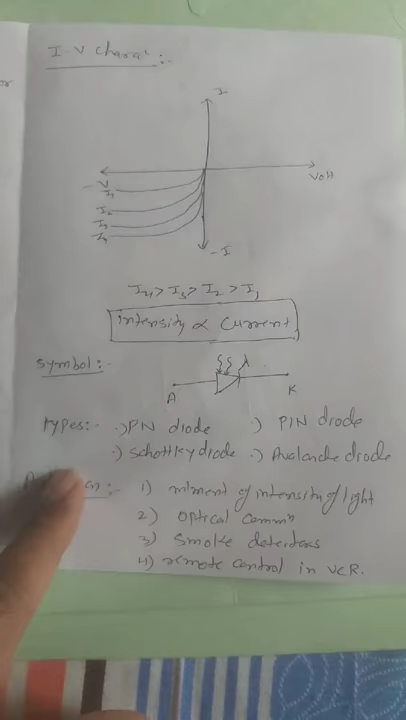 I-V charac:-
I
Volt
-V
I1
I2
I3
I4
-I
I4 > I3 > I2 > I1
intensity ∝ current
symbol:-
λ
A K
types:- ·) PN diode ·) PIN diode
·) Schottky diode ·) Avalanche diode
:- 1) mlment of intensity of light
2) optical commn
3) Smoke detectors
4) remote control in VCR.